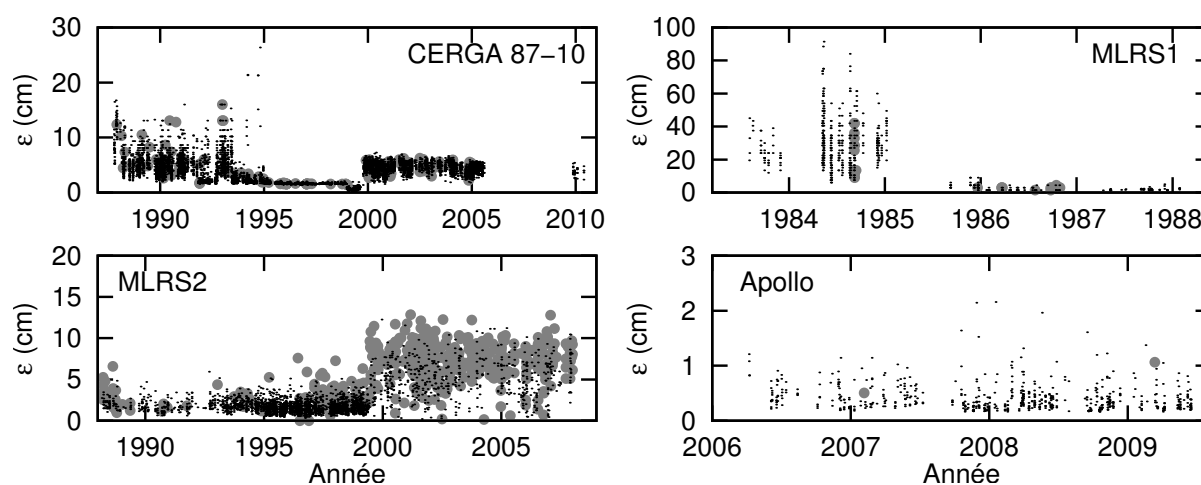 30
20
10
0
ε (cm)
CERGA 87−10
1990 1995 2000 2005 2010
100
80
60
40
20
0
ε (cm)
MLRS1
1984 1985 1986 1987 1988
20
15
10
5
0
ε (cm)
MLRS2
1990 1995 2000 2005
Année
3
2
1
0
ε (cm)
Apollo
2006 2007 2008 2009
Année